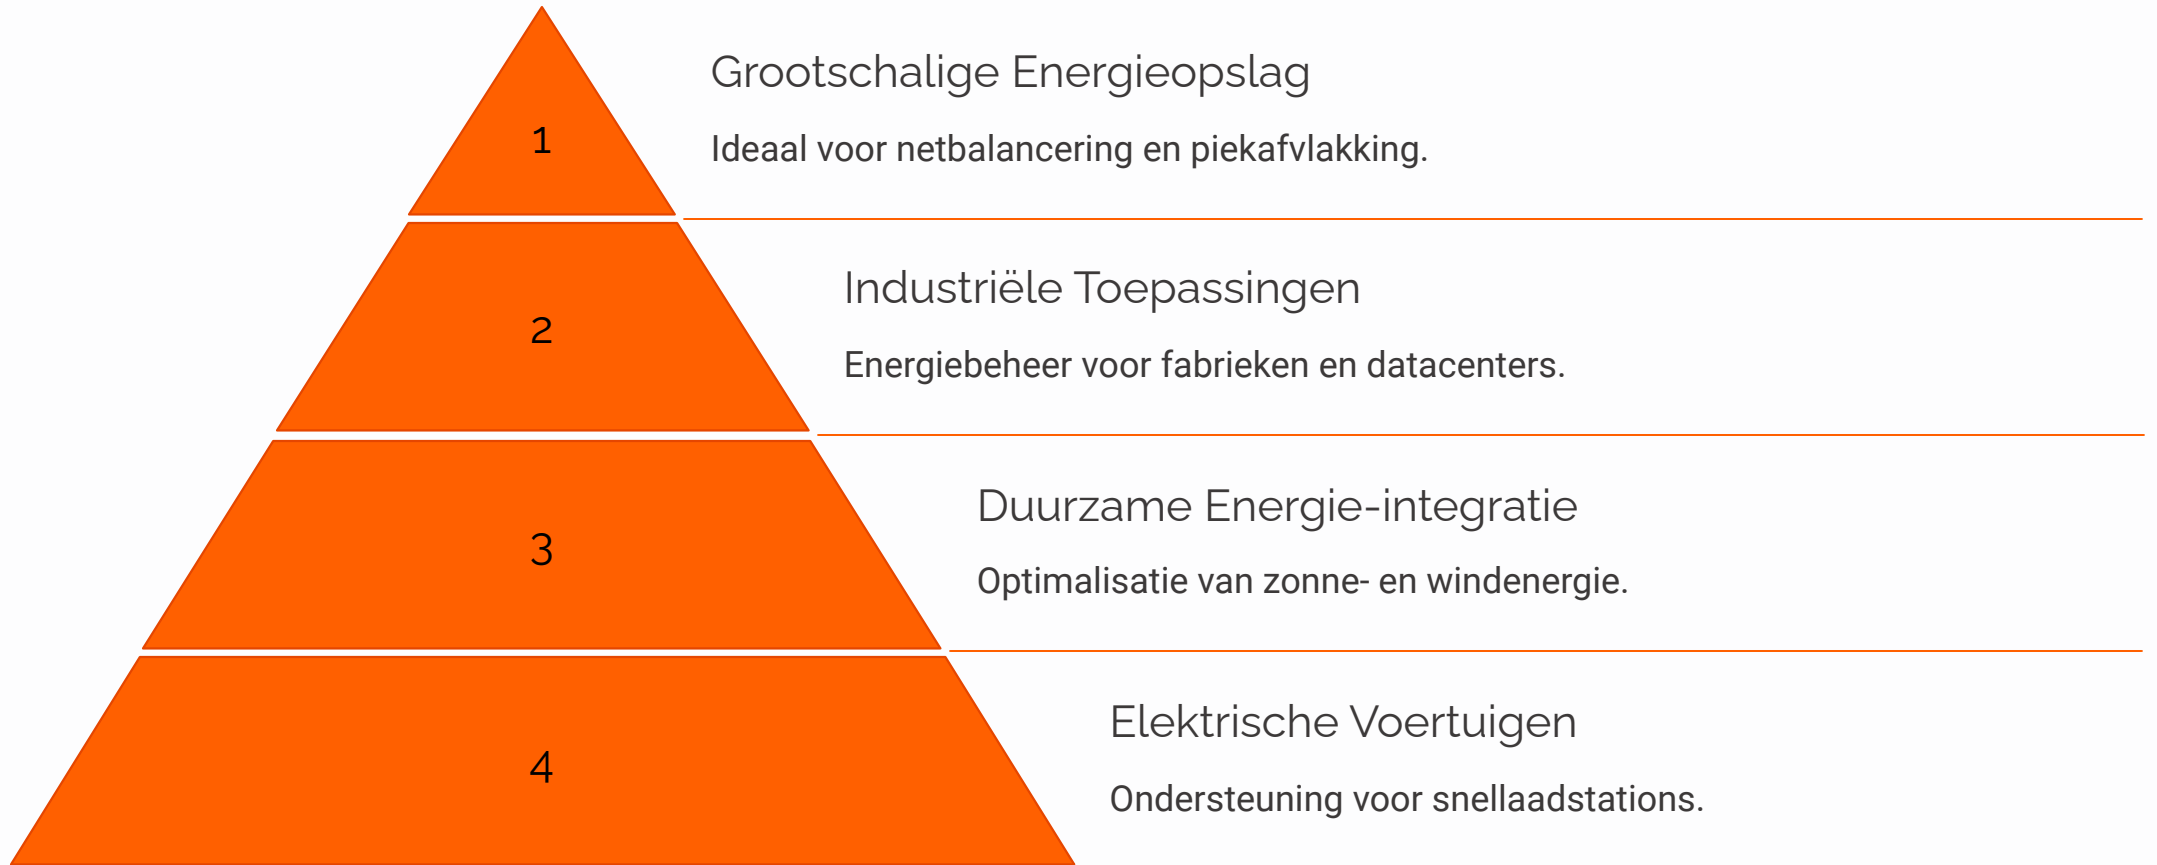 1
Grootschalige Energieopslag
Ideaal voor netbalancering en piekafvlakking.
2
Industriële Toepassingen
Energiebeheer voor fabrieken en datacenters.
3
Duurzame Energie-integratie
Optimalisatie van zonne- en windenergie.
4
Elektrische Voertuigen
Ondersteuning voor snellaadstations.